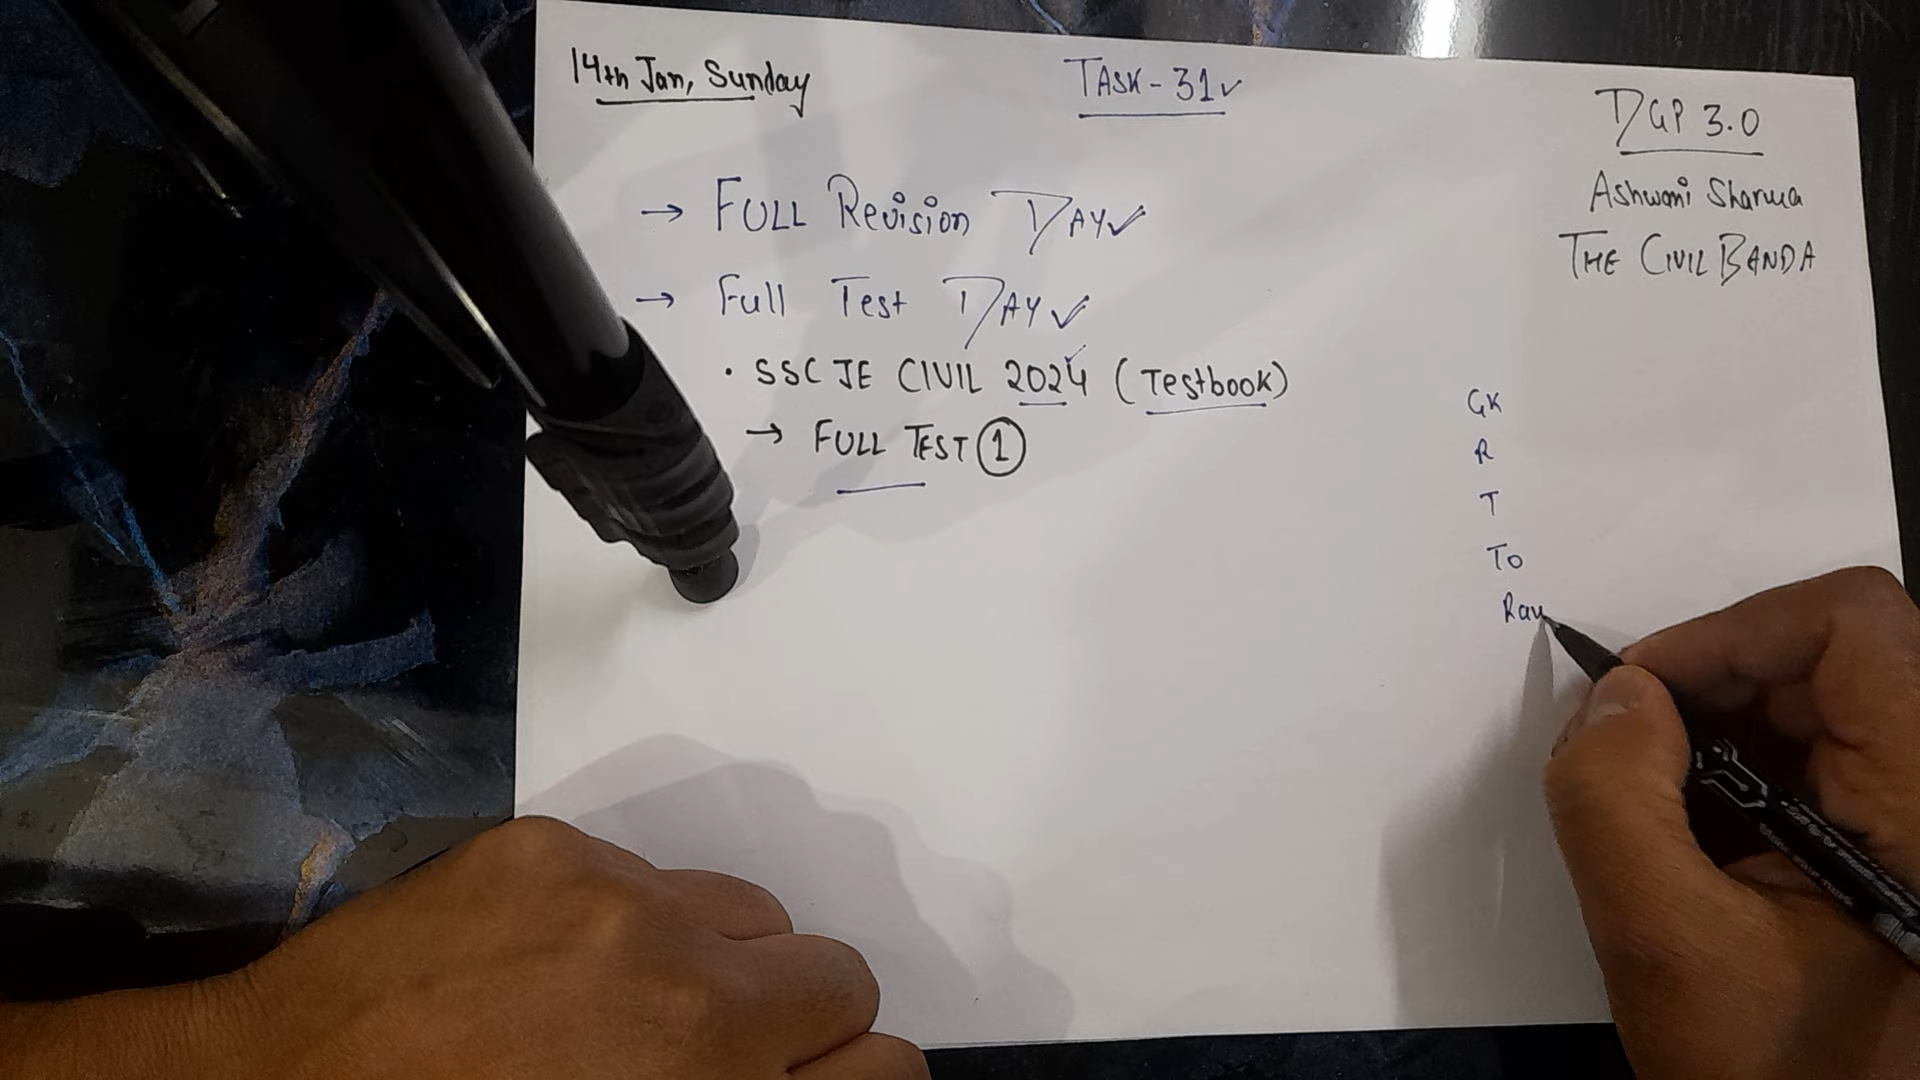 14th Jan, Sunday
TASK - 31
DGP 3.0
Ashwani Sharma
THE CIVIL BANDA
→ FULL Revision DAY ✓
→ Full Test DAY ✓
• SSC JE CIVIL 2024 (Testbook)
→ FULL TEST 1
GK
R
T
To